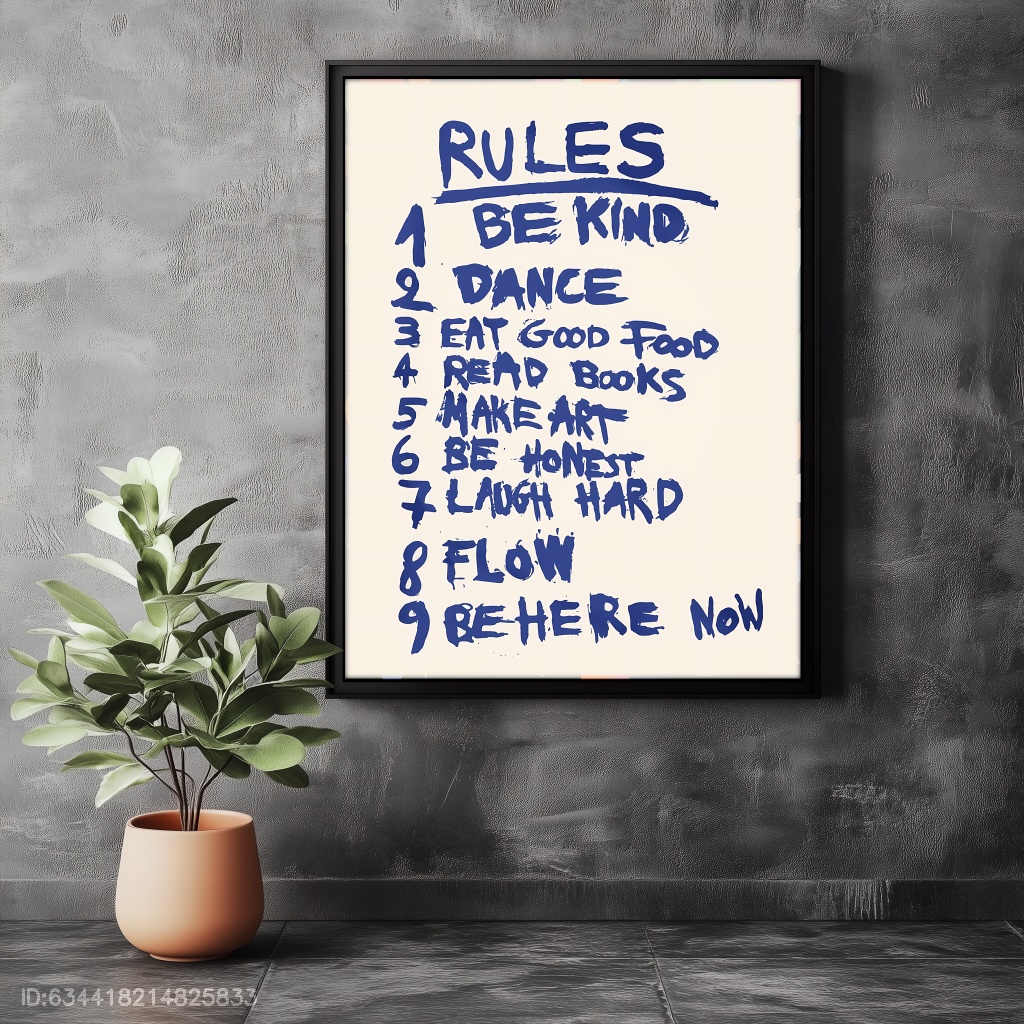 RULES
1 BE KIND
2 DANCE
3 EAT GOOD FOOD
4 READ BOOKS
5 MAKE ART
6 BE HONEST
7 LAUGH HARD
8 FLOW
9 BE HERE NOW
ID:634418214825833